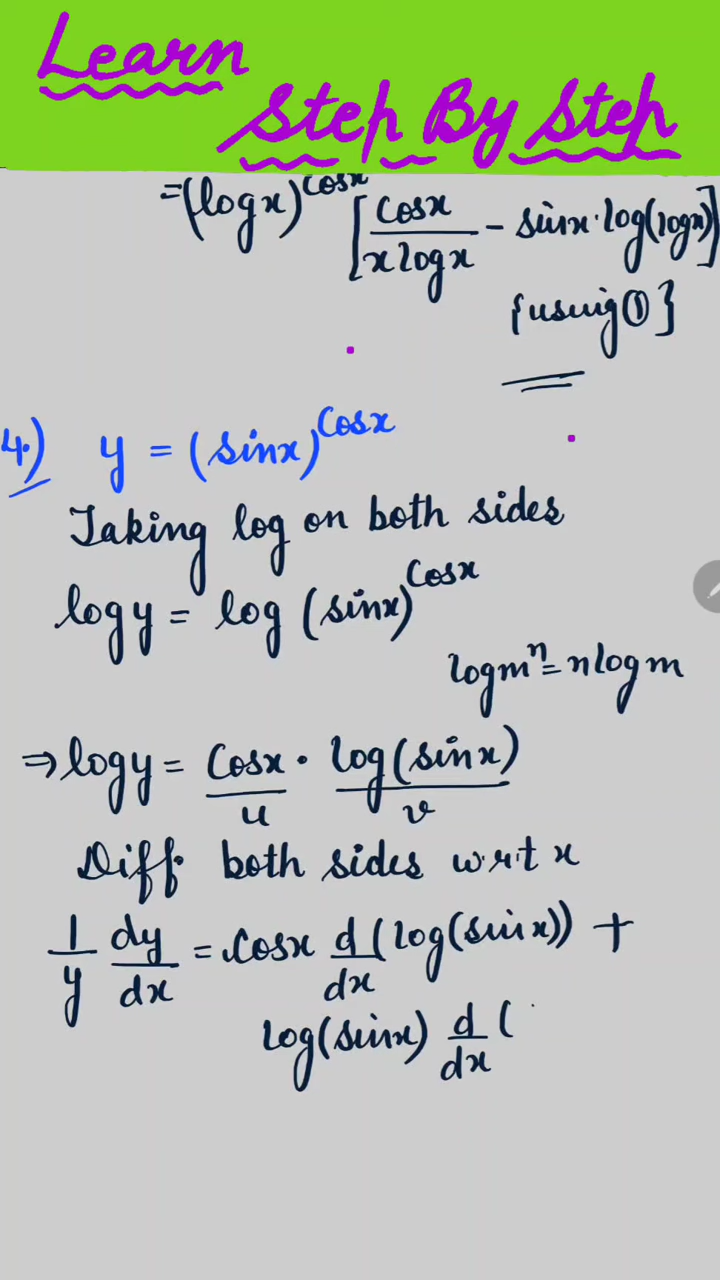 Learn
Step By Step
=(logx)^cosx [cosx/xlogx - sinx·log(logx)]
{using①}
4.) y = (sinx)^cosx
Taking log on both sides
logy = log (sinx)^cosx
logm^n = nlogm
⇒logy = cosx · log(sinx)
u v
Diff. both sides w.r.t x
1/y dy/dx = cosx d/dx (log(sinx)) +
log(sinx) d/dx (